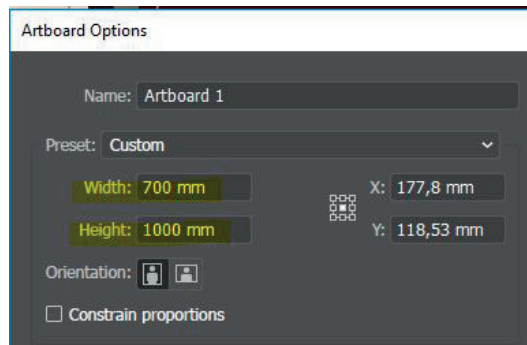 Artboard Options
Name: Artboard 1
Preset: Custom
Width: 700 mm X: 177,8 mm
Height: 1000 mm Y: 118,53 mm
Orientation:
Constrain proportions